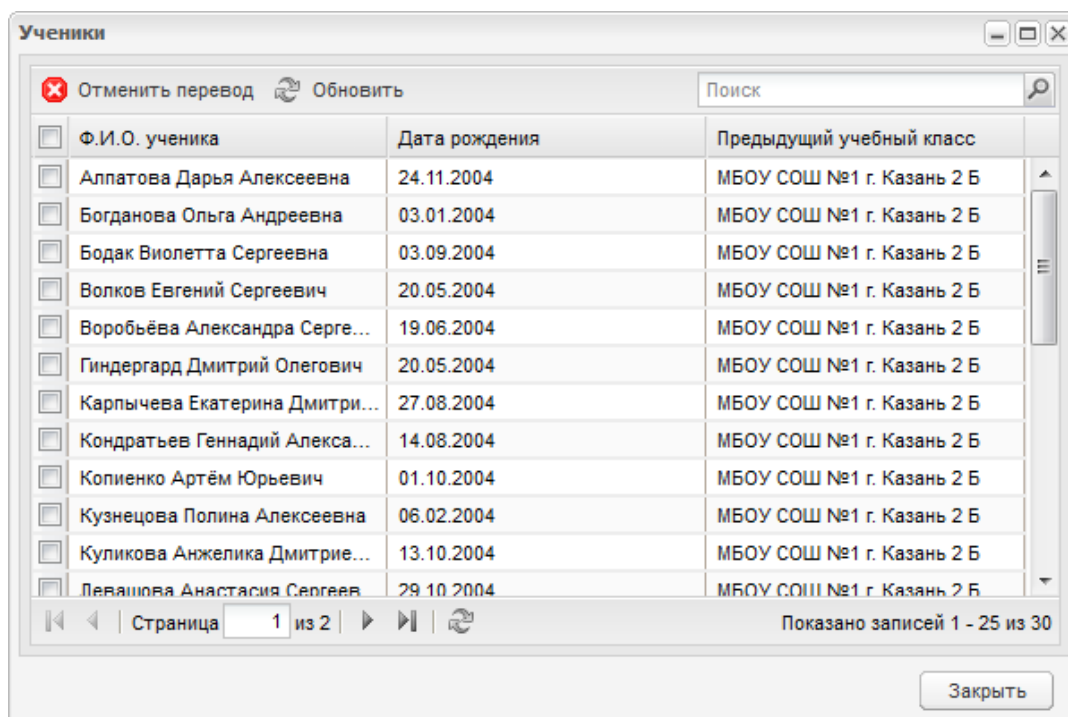 Ученики
Отменить перевод Обновить Поиск
Ф.И.О. ученика Дата рождения Предыдущий учебный класс
Алпатова Дарья Алексеевна 24.11.2004 МБОУ СОШ №1 г. Казань 2 Б
Богданова Ольга Андреевна 03.01.2004 МБОУ СОШ №1 г. Казань 2 Б
Бодак Виолетта Сергеевна 03.09.2004 МБОУ СОШ №1 г. Казань 2 Б
Волков Евгений Сергеевич 20.05.2004 МБОУ СОШ №1 г. Казань 2 Б
Воробьёва Александра Серге... 19.06.2004 МБОУ СОШ №1 г. Казань 2 Б
Гиндергард Дмитрий Олегович 20.05.2004 МБОУ СОШ №1 г. Казань 2 Б
Карпычева Екатерина Дмитри... 27.08.2004 МБОУ СОШ №1 г. Казань 2 Б
Кондратьев Геннадий Алекса... 14.08.2004 МБОУ СОШ №1 г. Казань 2 Б
Копиенко Артём Юрьевич 01.10.2004 МБОУ СОШ №1 г. Казань 2 Б
Кузнецова Полина Алексеевна 06.02.2004 МБОУ СОШ №1 г. Казань 2 Б
Куликова Анжелика Дмитрие... 13.10.2004 МБОУ СОШ №1 г. Казань 2 Б
Левашова Анастасия Сергеев 29.10.2004 МБОУ СОШ №1 г. Казань 2 Б
Страница 1 из 2 Показано записей 1 - 25 из 30
Закрыть